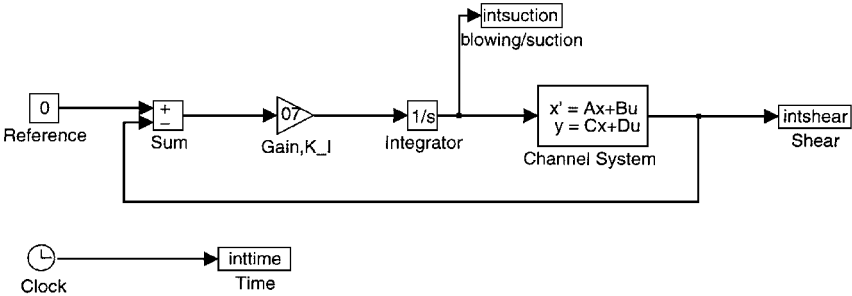 intsuction
blowing/suction
0
Reference
+
−
Sum
07
Gain,K_I
1/s
Integrator
x' = Ax+Bu
y = Cx+Du
Channel System
intshear
Shear
Clock
inttime
Time